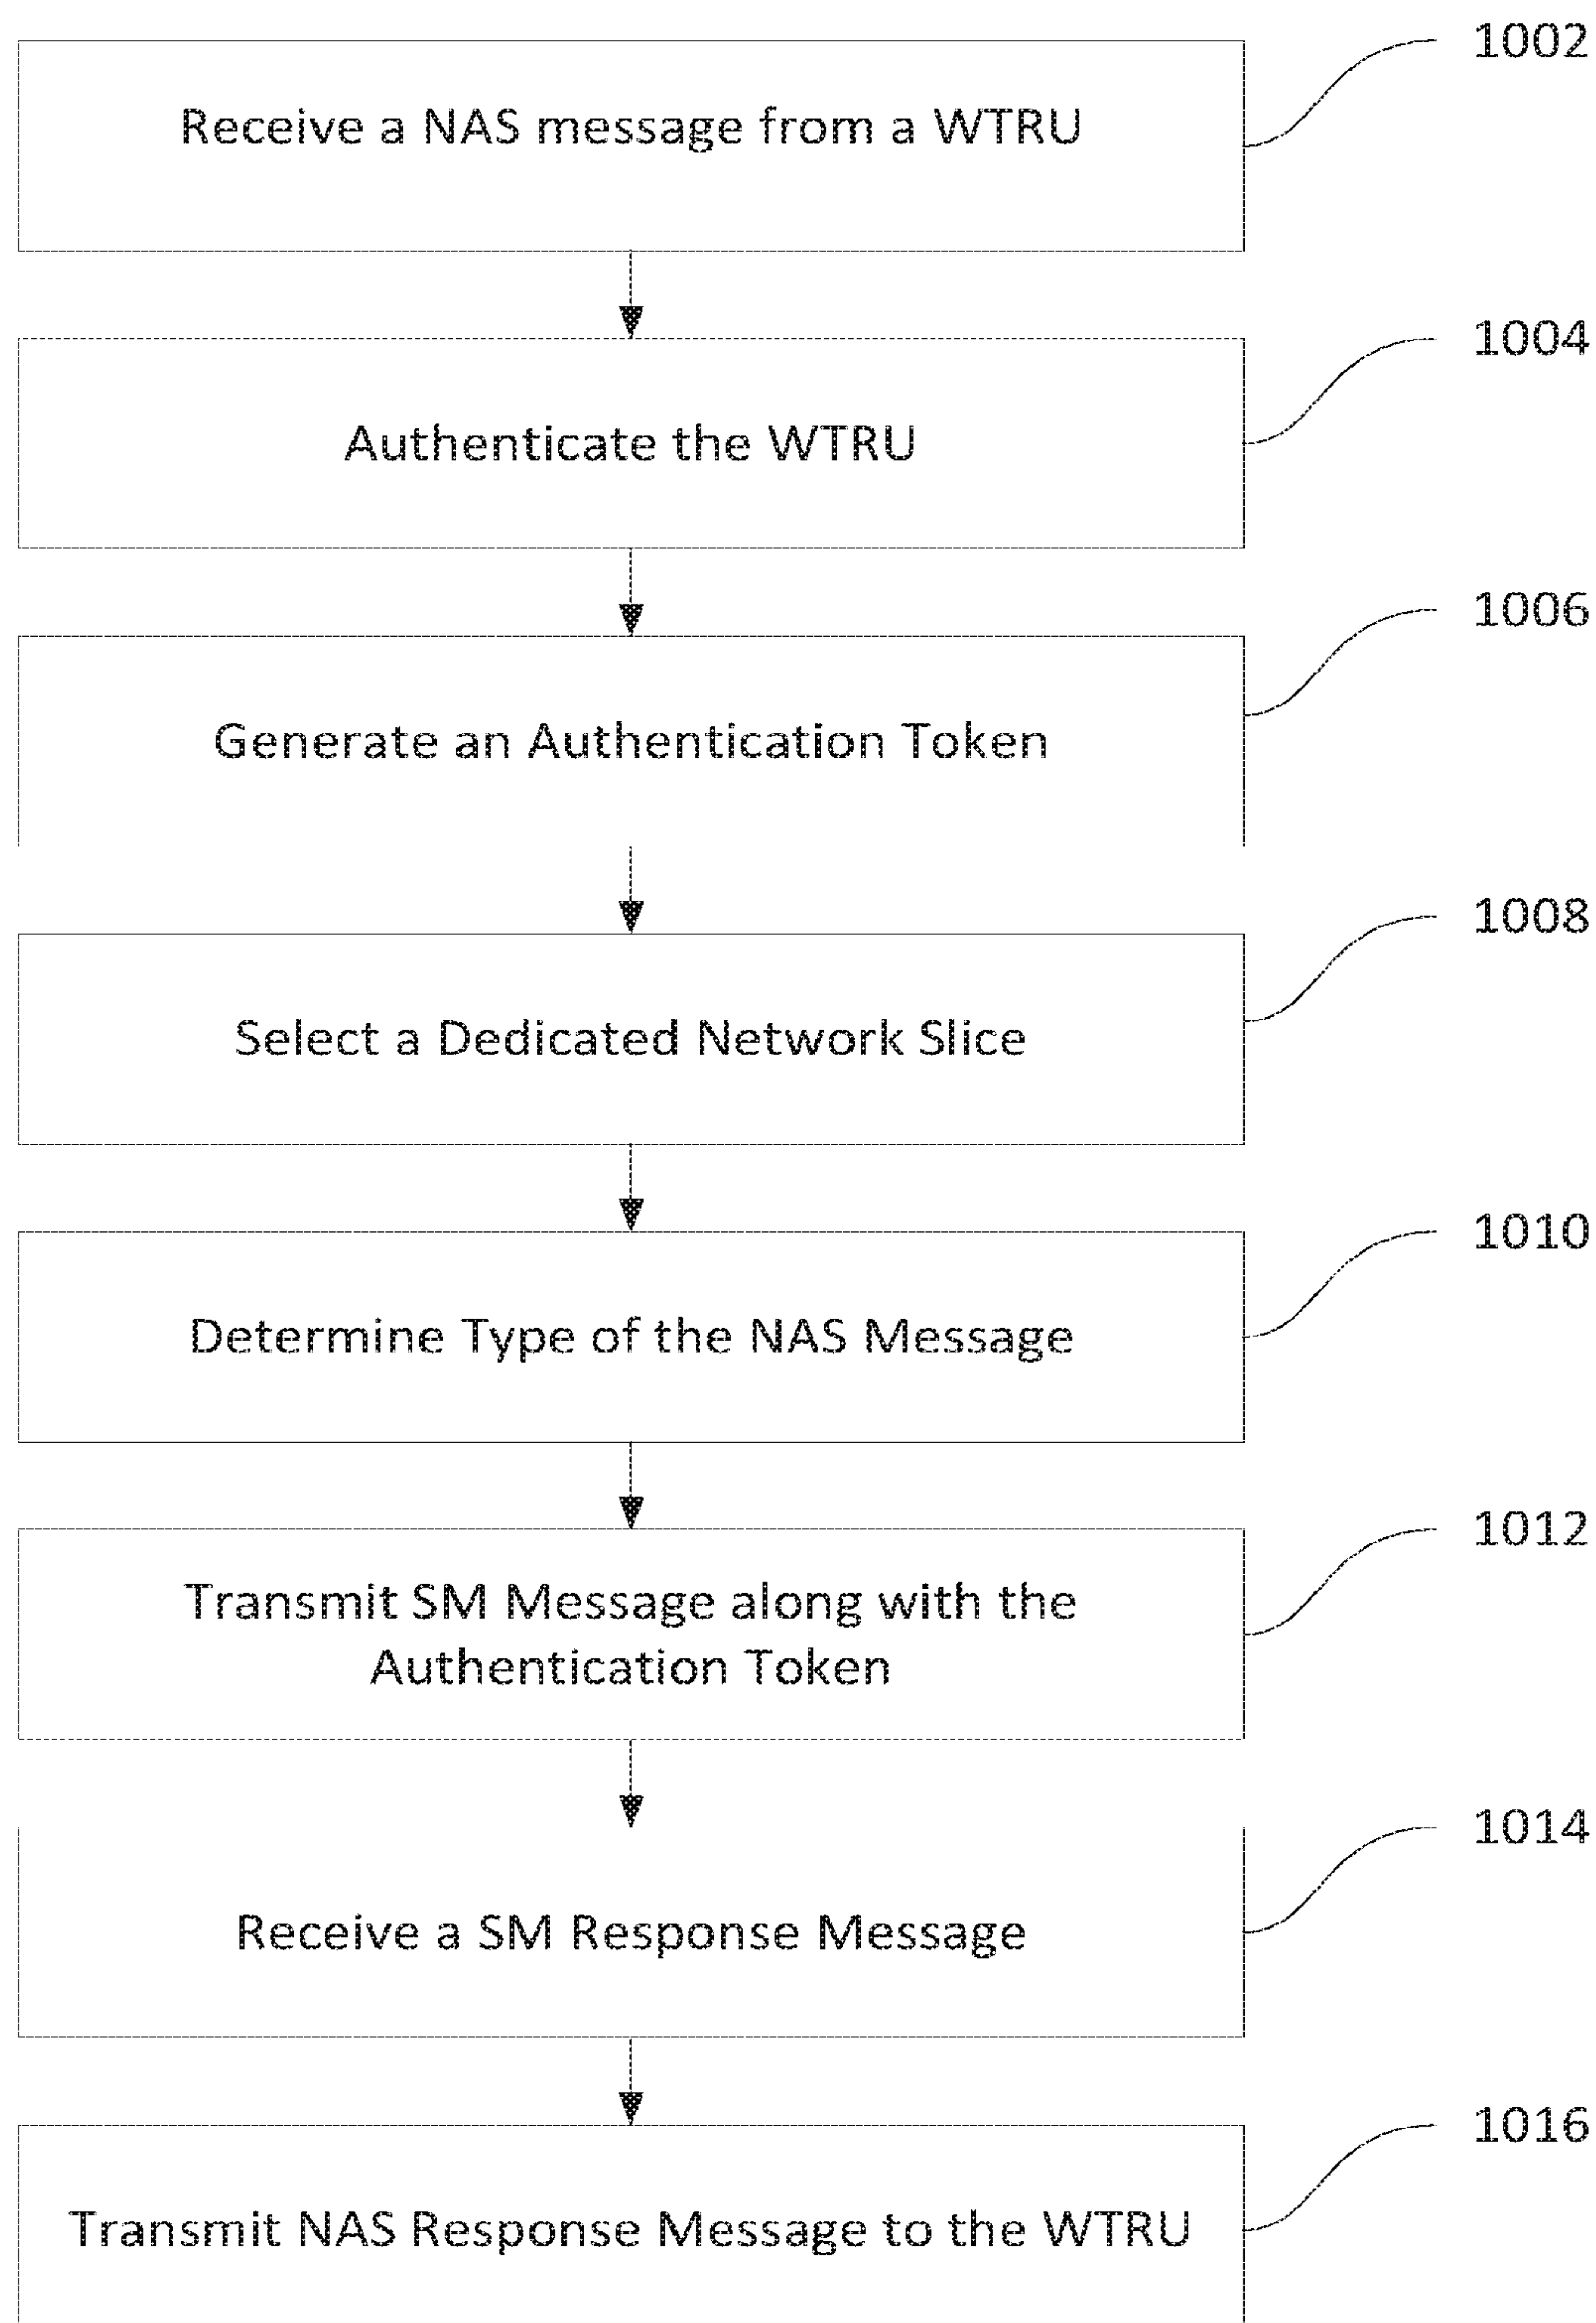 1002
Receive a NAS message from a WTRU
1004
Authenticate the WTRU
1006
Generate an Authentication Token
1008
Select a Dedicated Network Slice
1010
Determine Type of the NAS Message
1012
Transmit SM Message along with the
Authentication Token
1014
Receive a SM Response Message
1016
Transmit NAS Response Message to the WTRU